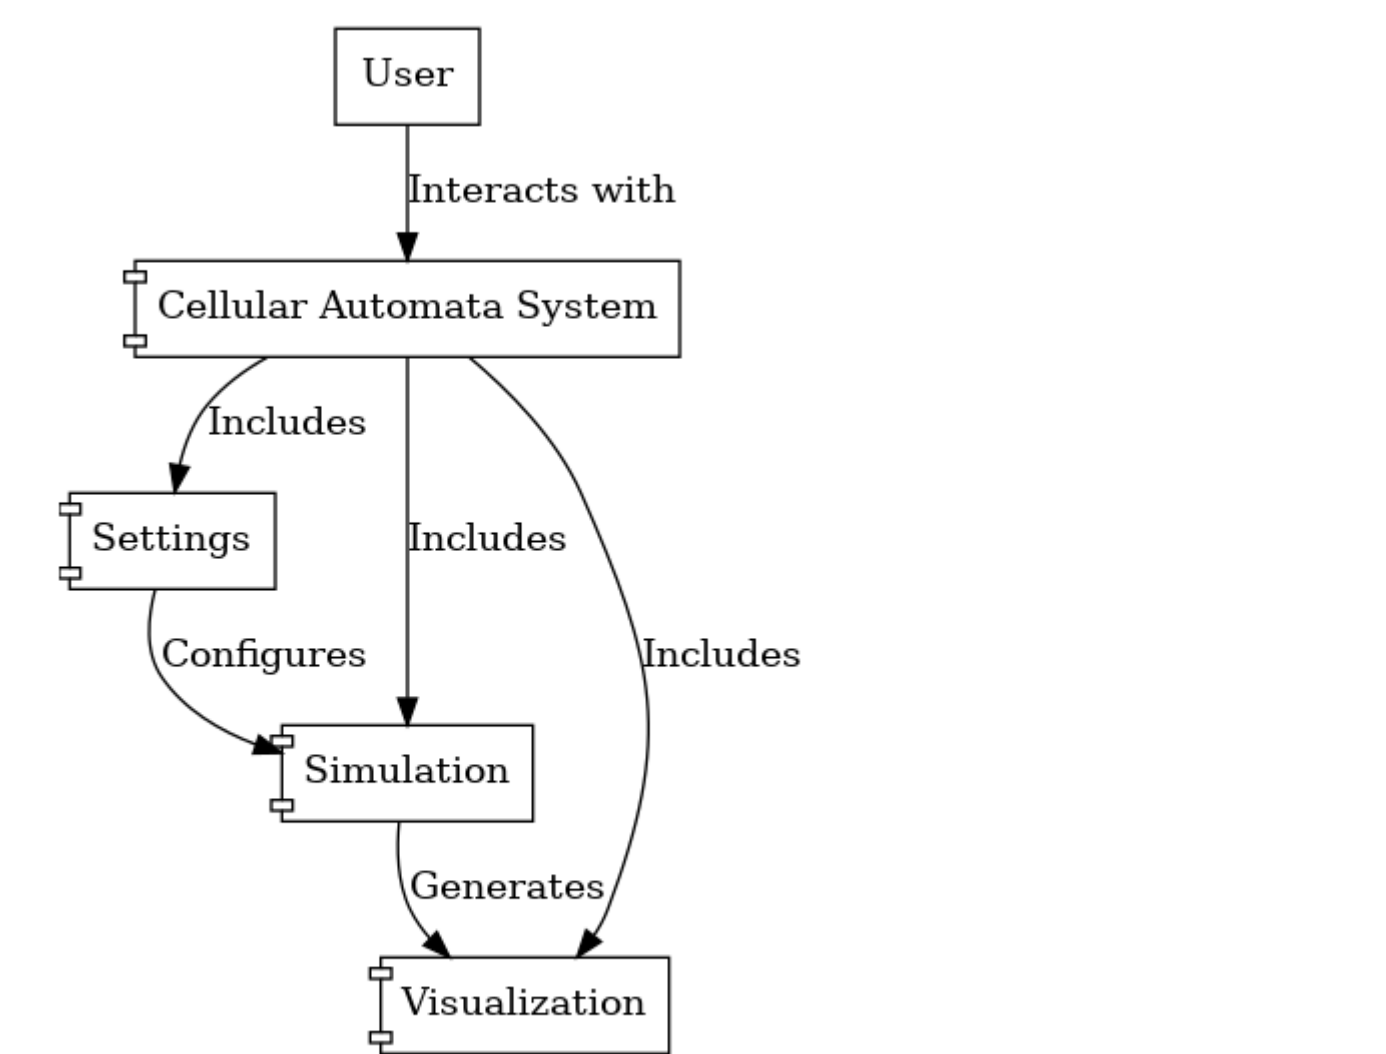 User
Interacts with
Cellular Automata System
Includes
Settings
Includes
Configures
Includes
Simulation
Generates
Visualization